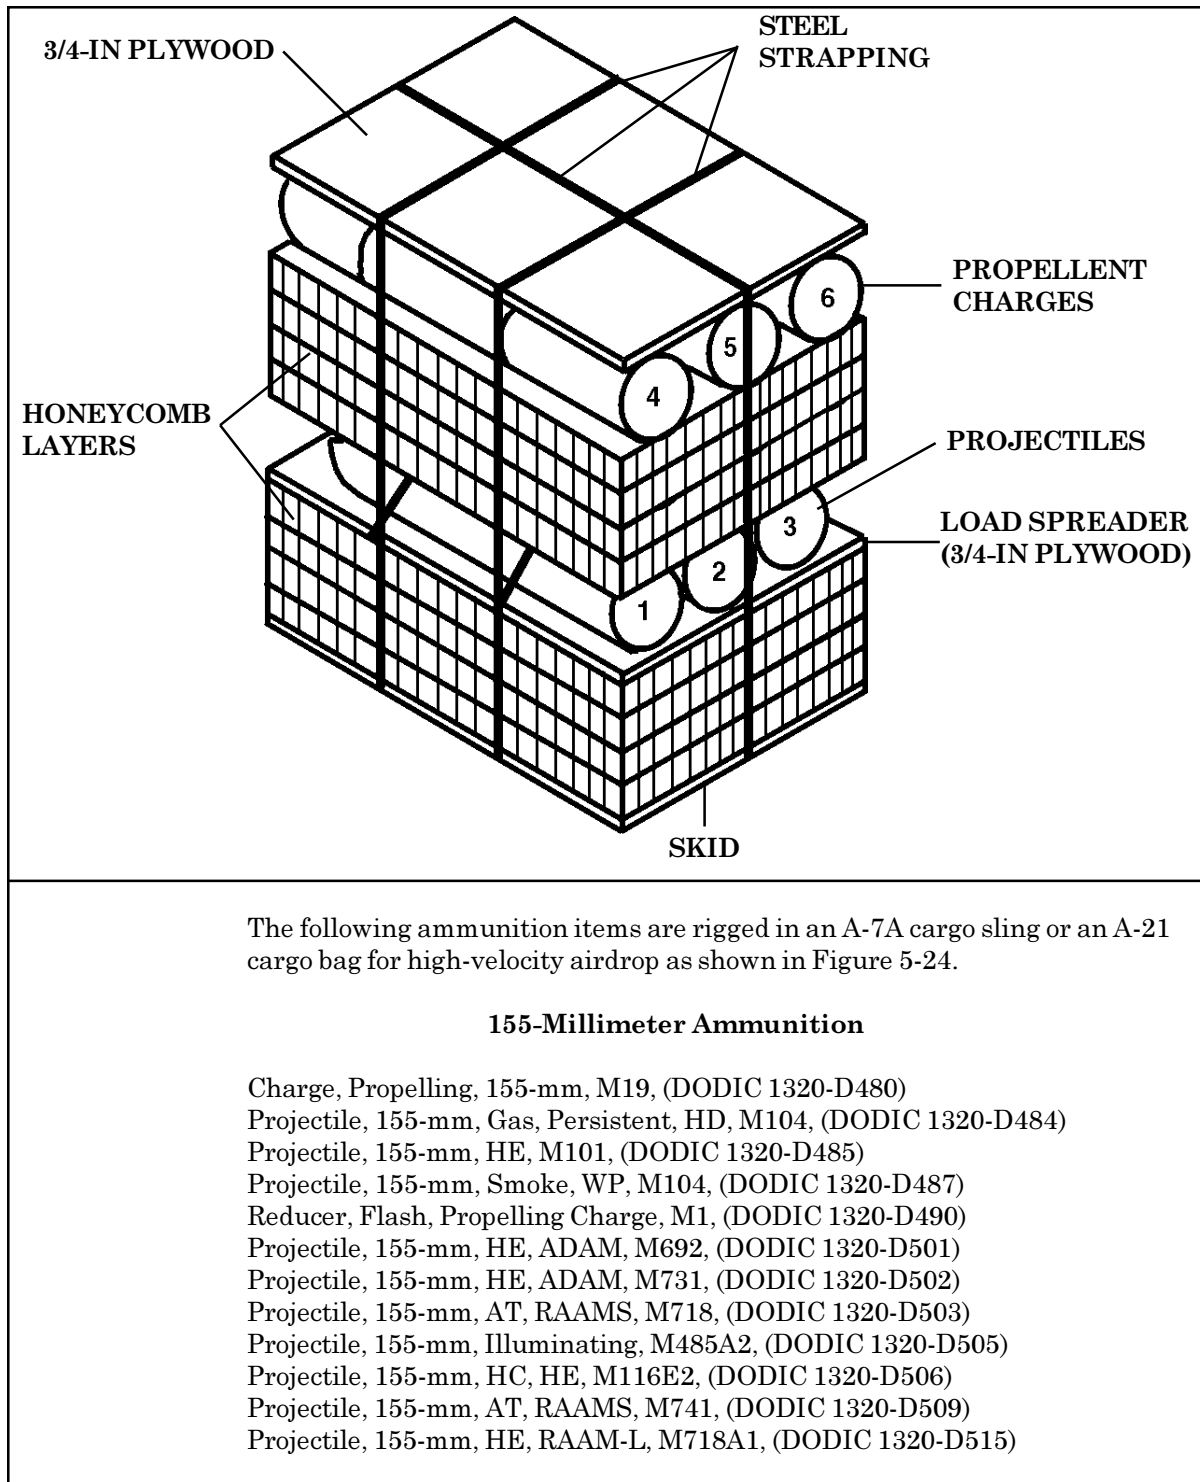 3/4-IN PLYWOOD
STEEL
STRAPPING
PROPELLENT
CHARGES
6
5
4
HONEYCOMB
LAYERS
PROJECTILES
3
LOAD SPREADER
(3/4-IN PLYWOOD)
2
1
SKID
The following ammunition items are rigged in an A-7A cargo sling or an A-21
cargo bag for high-velocity airdrop as shown in Figure 5-24.
155-Millimeter Ammunition
Charge, Propelling, 155-mm, M19, (DODIC 1320-D480)
Projectile, 155-mm, Gas, Persistent, HD, M104, (DODIC 1320-D484)
Projectile, 155-mm, HE, M101, (DODIC 1320-D485)
Projectile, 155-mm, Smoke, WP, M104, (DODIC 1320-D487)
Reducer, Flash, Propelling Charge, M1, (DODIC 1320-D490)
Projectile, 155-mm, HE, ADAM, M692, (DODIC 1320-D501)
Projectile, 155-mm, HE, ADAM, M731, (DODIC 1320-D502)
Projectile, 155-mm, AT, RAAMS, M718, (DODIC 1320-D503)
Projectile, 155-mm, Illuminating, M485A2, (DODIC 1320-D505)
Projectile, 155-mm, HC, HE, M116E2, (DODIC 1320-D506)
Projectile, 155-mm, AT, RAAMS, M741, (DODIC 1320-D509)
Projectile, 155-mm, HE, RAAM-L, M718A1, (DODIC 1320-D515)